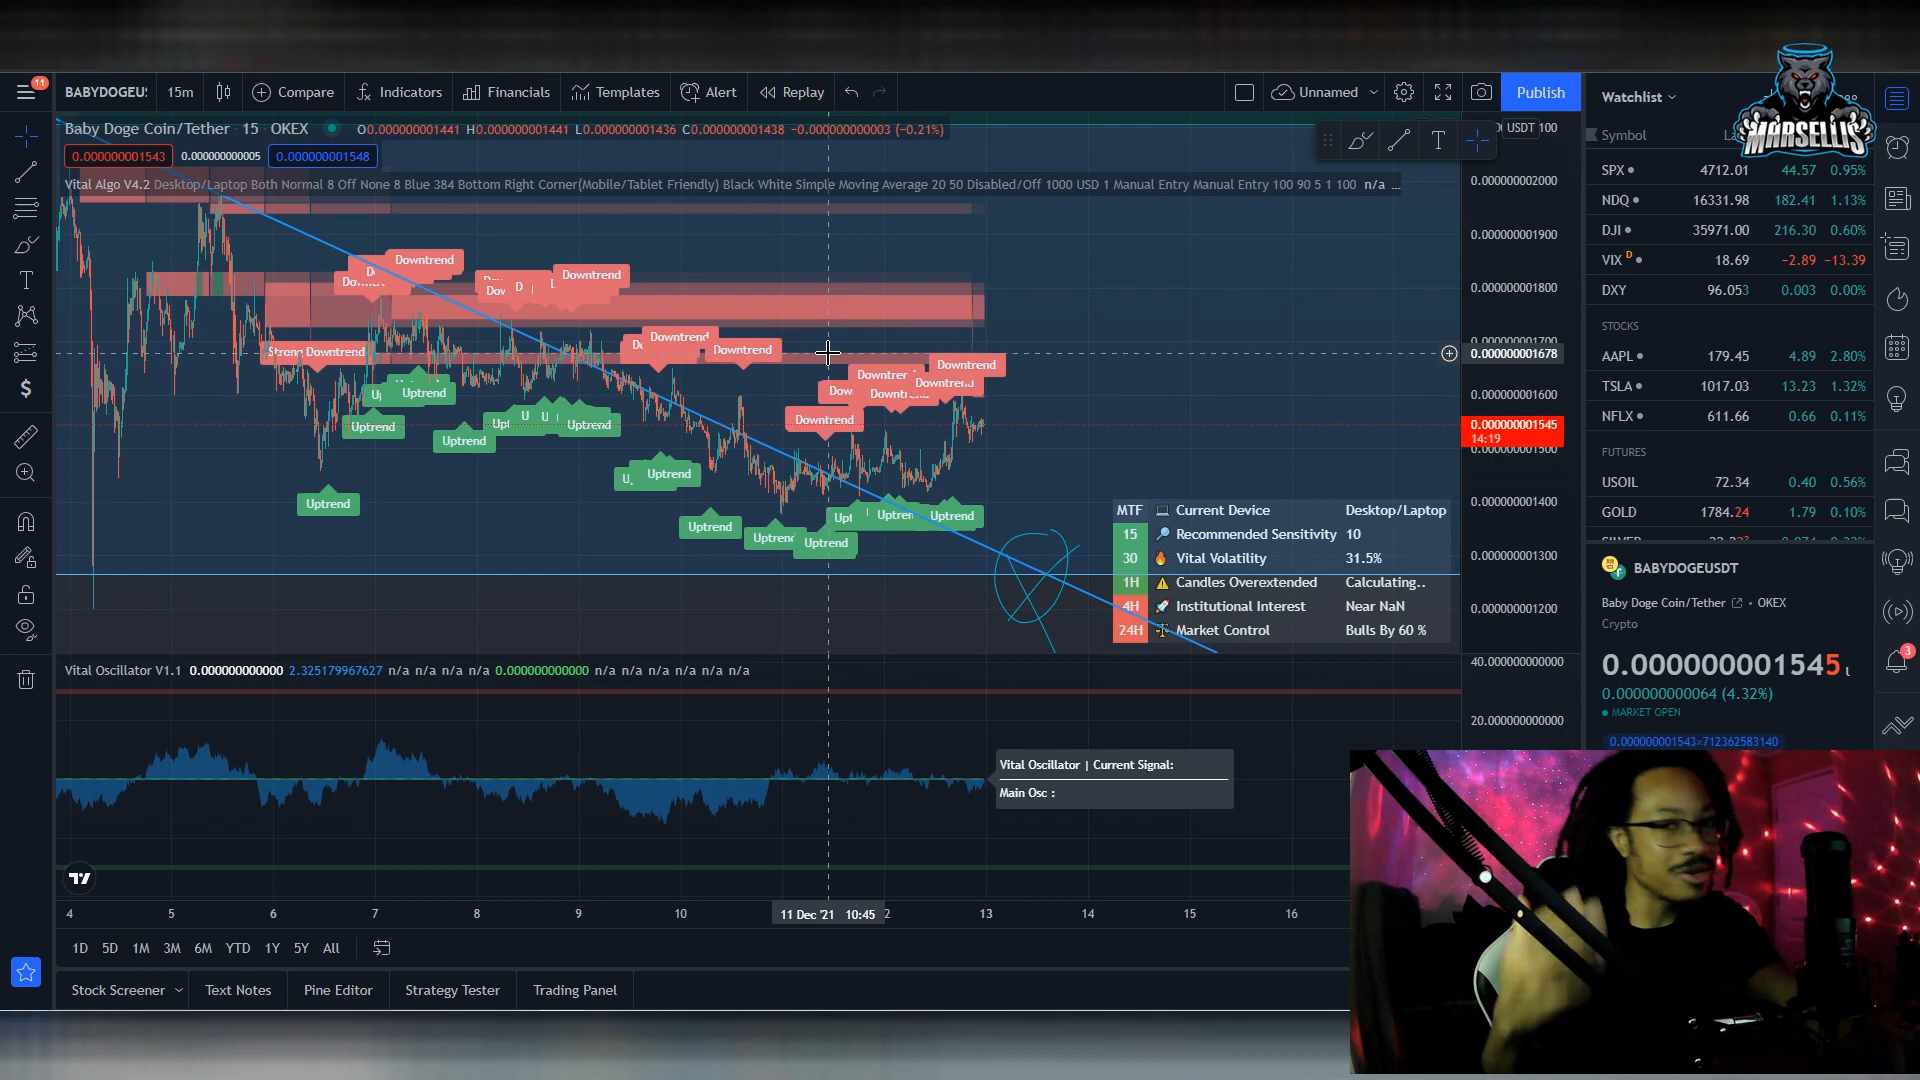 11
BABYDOGEU
15m
Compare
Indicators
Financials
Templates
Alert
Replay
Unnamed
Publish
Watchlist
MARSELLIS
Baby Doge Coin/Tether · 15 · OKEX
O0.000000001441 H0.000000001441 L0.000000001436 C0.000000001438 −0.000000000003 (−0.21%)
0.000000001543 0.000000000005 0.000000001548
Vital Algo V4.2 Desktop/Laptop Both Normal 8 Off None 8 Blue 384 Bottom Right Corner(Mobile/Tablet Friendly) Black White Simple Moving Average 20 50 Disabled/Off 1000 USD 1 Manual Entry Manual Entry 100 90 5 1 100 n/a ...
USDT
Symbol
SPX 4712.01 44.57 0.95%
NDQ 16331.98 182.41 1.13%
DJI 35971.00 216.30 0.60%
VIX D 18.69 −2.89 −13.39
DXY 96.053 0.003 0.00%
STOCKS
AAPL 179.45 4.89 2.80%
TSLA 1017.03 13.23 1.32%
NFLX 611.66 0.66 0.11%
FUTURES
USOIL 72.34 0.40 0.56%
GOLD 1784.24 1.79 0.10%
BABYDOGEUSDT
Baby Doge Coin/Tether · OKEX
Crypto
0.000000001545
0.000000000064 (4.32%)
MARKET OPEN
0.000000001543×712362583140
3
0.000000002000
0.000000001900
0.000000001800
0.000000001678
0.000000001600
0.000000001545
14:19
0.000000001400
0.000000001300
0.000000001200
40.000000000000
20.000000000000
Downtrend
Downtrend
Downtrend
Downtrend
Strong Downtrend
Downtrend
Downtrend
Downtrend
Uptrend
Uptrend
Uptrend
Uptrend
Uptrend
Uptrend
Uptrend
Uptrend
Uptrend
MTF Current Device Desktop/Laptop
15 Recommended Sensitivity 10
30 Vital Volatility 31.5%
1H Candles Overextended Calculating..
4H Institutional Interest Near NaN
24H Market Control Bulls By 60 %
Vital Oscillator V1.1 0.000000000000 2.325179967627 n/a n/a n/a n/a 0.000000000000 n/a n/a n/a n/a n/a n/a
Vital Oscillator | Current Signal:
Main Osc :
4 5 6 7 8 9 10 11 Dec '21 10:45 2 13 14 15 16
1D 5D 1M 3M 6M YTD 1Y 5Y All
Stock Screener
Text Notes
Pine Editor
Strategy Tester
Trading Panel